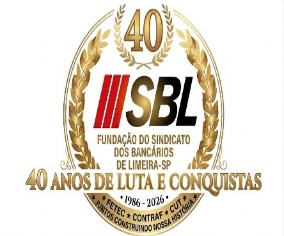 40
SBL
FUNDAÇÃO DO SINDICATO
DOS BANCÁRIOS
DE LIMEIRA-SP
40 ANOS DE LUTA E CONQUISTAS
• 1986 - 2026 •
FETEC • CONTRAF • CUT
JUNTOS CONSTRUINDO NOSSA HISTÓRIA